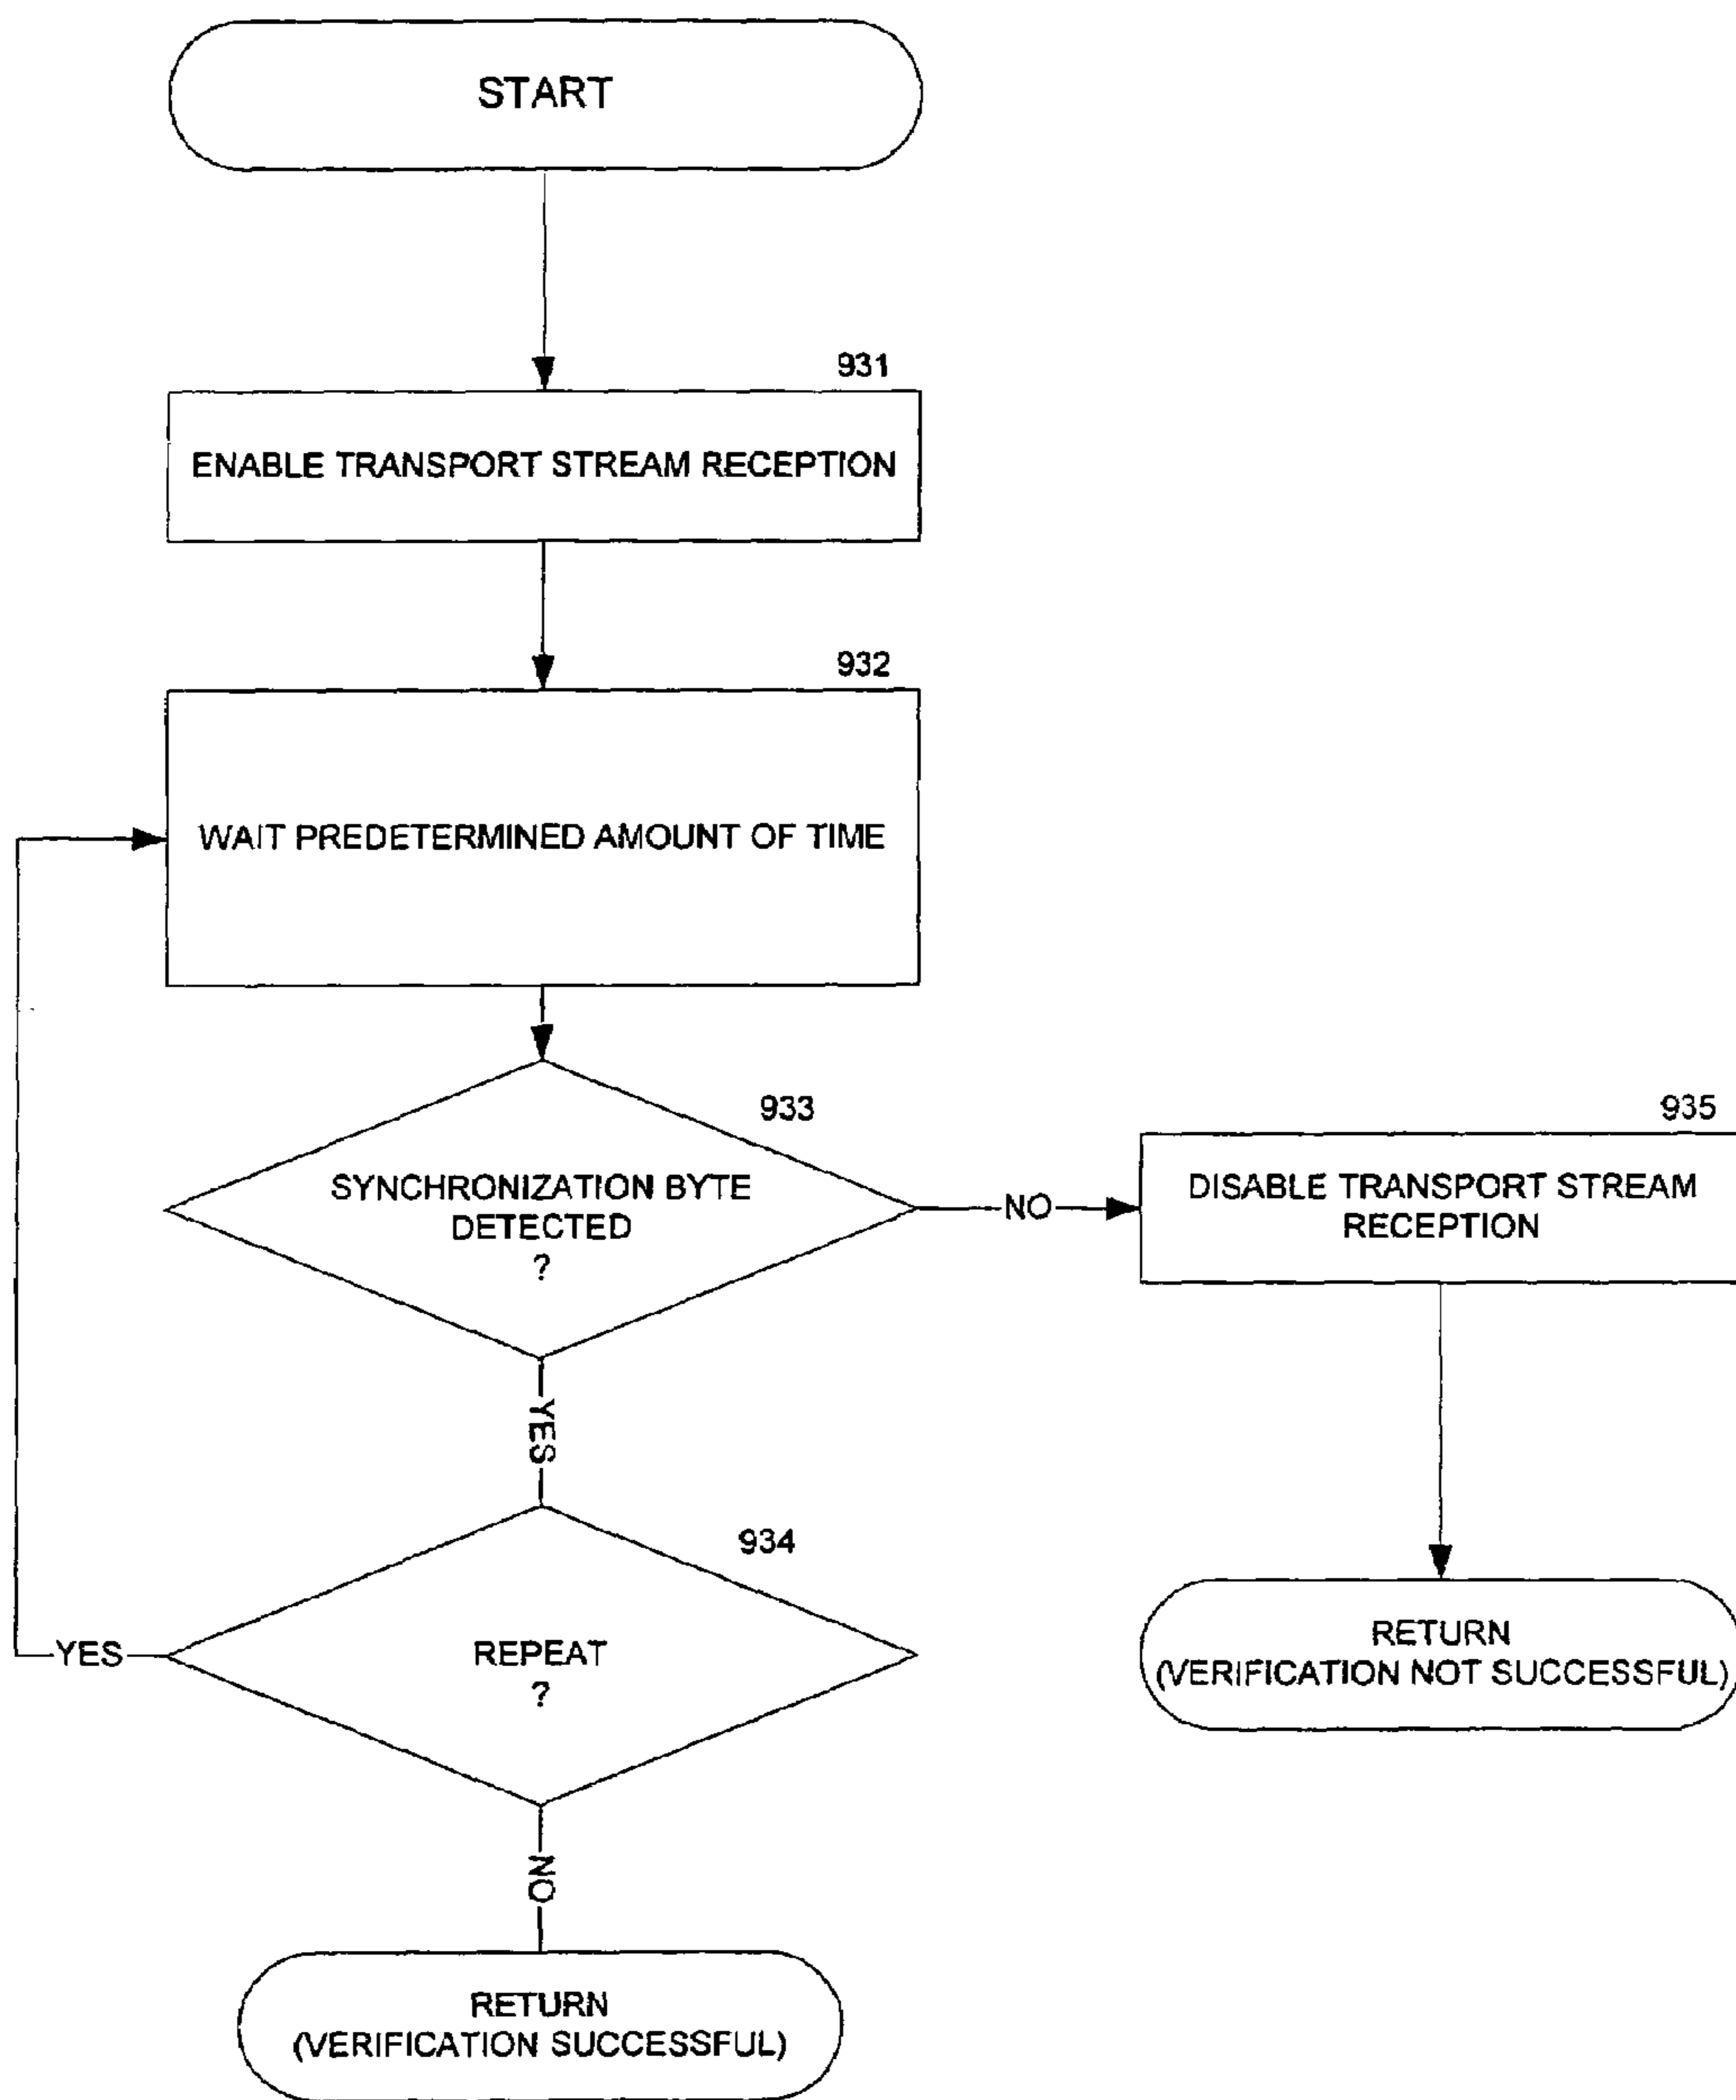 START
931
ENABLE TRANSPORT STREAM RECEPTION
932
WAIT PREDETERMINED AMOUNT OF TIME
933
SYNCHRONIZATION BYTE
DETECTED
?
NO
935
DISABLE TRANSPORT STREAM
RECEPTION
YES
934
REPEAT
?
YES
RETURN
(VERIFICATION NOT SUCCESSFUL)
NO
RETURN
(VERIFICATION SUCCESSFUL)